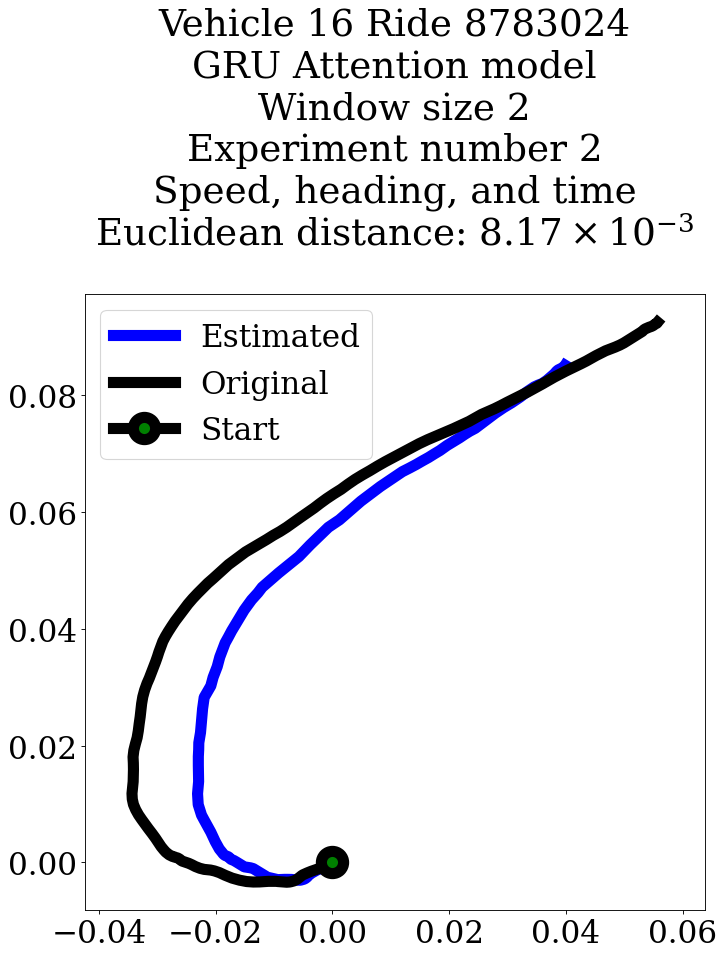 Vehicle 16 Ride 8783024
GRU Attention model
Window size 2
Experiment number 2
Speed, heading, and time
Euclidean distance: 8.17 × 10⁻³
Estimated
Original
Start
0.08
0.06
0.04
0.02
0.00
−0.04 −0.02 0.00 0.02 0.04 0.06